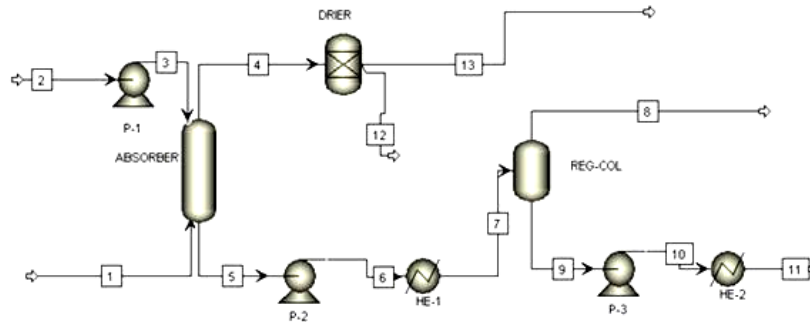 DRIER
2
3
4
13
P-1
12
8
ABSORBER
REG-COL
7
1
5
6
9
10
11
P-2
HE-1
P-3
HE-2